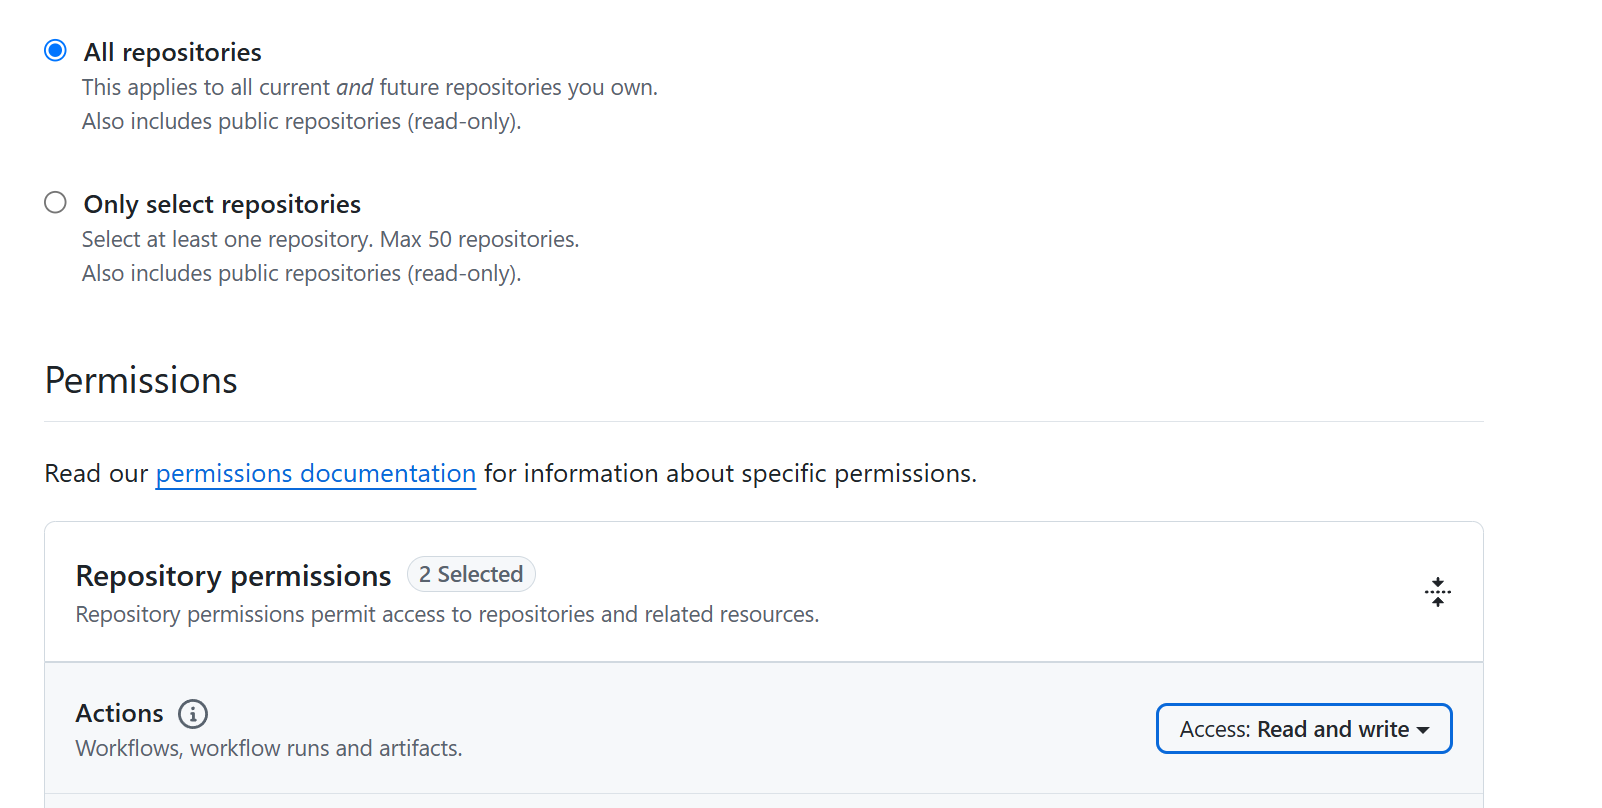 All repositories
This applies to all current and future repositories you own.
Also includes public repositories (read-only).
Only select repositories
Select at least one repository. Max 50 repositories.
Also includes public repositories (read-only).
Permissions
Read our permissions documentation for information about specific permissions.
Repository permissions 2 Selected
Repository permissions permit access to repositories and related resources.
Actions
Workflows, workflow runs and artifacts.
Access: Read and write